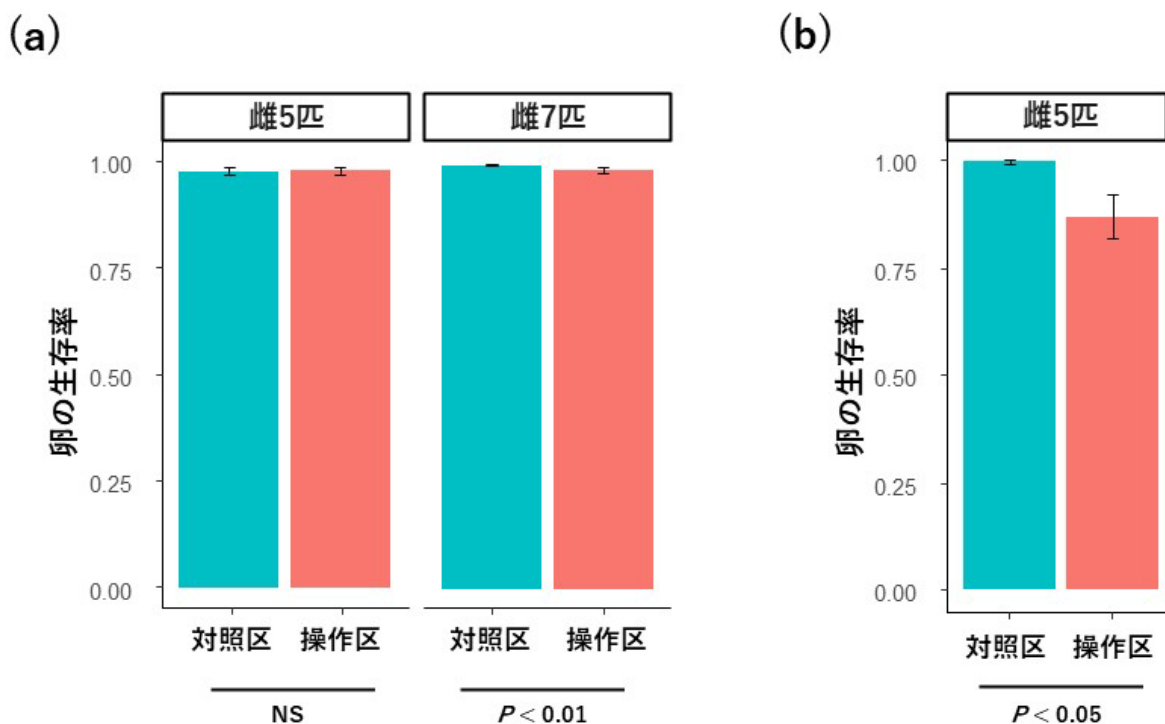 (a)
雌5匹
雌7匹
卵の生存率
1.00
0.75
0.50
0.25
0.00
対照区
操作区
対照区
操作区
NS
P < 0.01
(b)
雌5匹
卵の生存率
1.00
0.75
0.50
0.25
0.00
対照区
操作区
P < 0.05